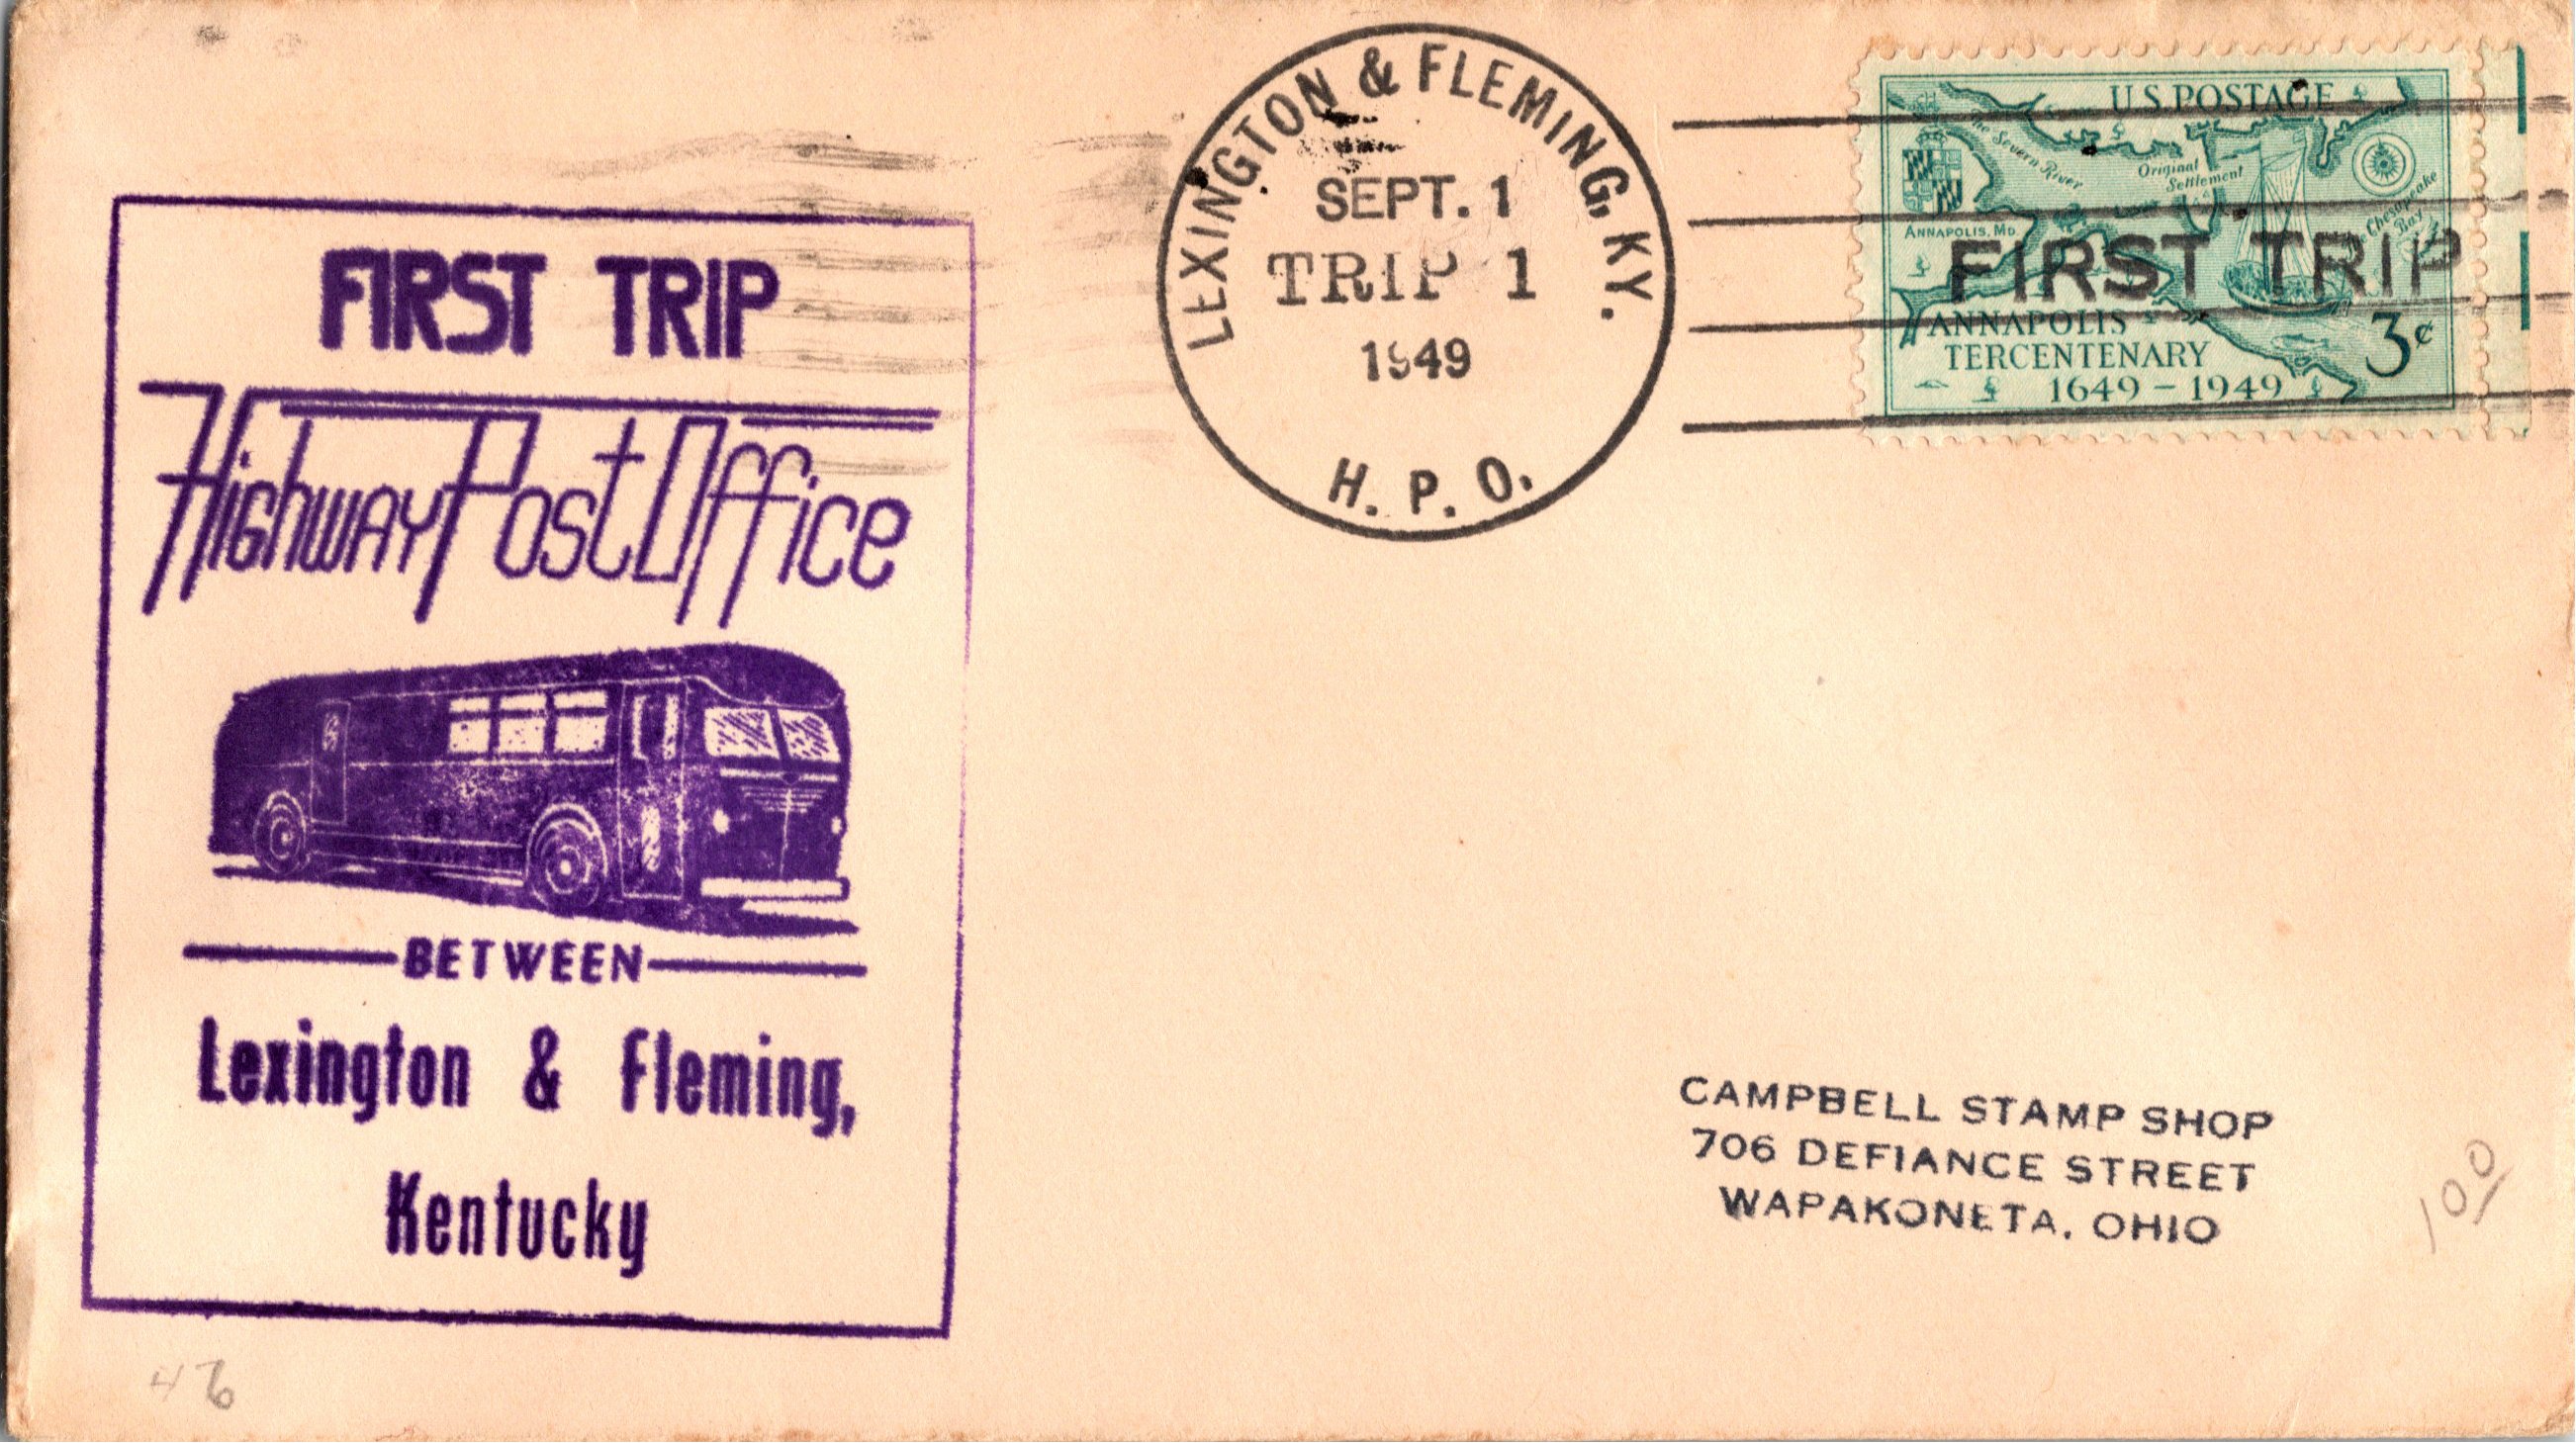 FIRST TRIP
Highway Post Office
BETWEEN
Lexington & Fleming,
Kentucky
LEXINGTON & FLEMING, KY.
SEPT. 1
TRIP 1
1949
H. P. O.
U.S. POSTAGE
The Severn River
Original
Settlement
Chesapeake
Bay
ANNAPOLIS, MD.
FIRST TRIP
ANNAPOLIS
TERCENTENARY
3¢
1649 - 1949
CAMPBELL STAMP SHOP
706 DEFIANCE STREET
WAPAKONETA, OHIO
100
46